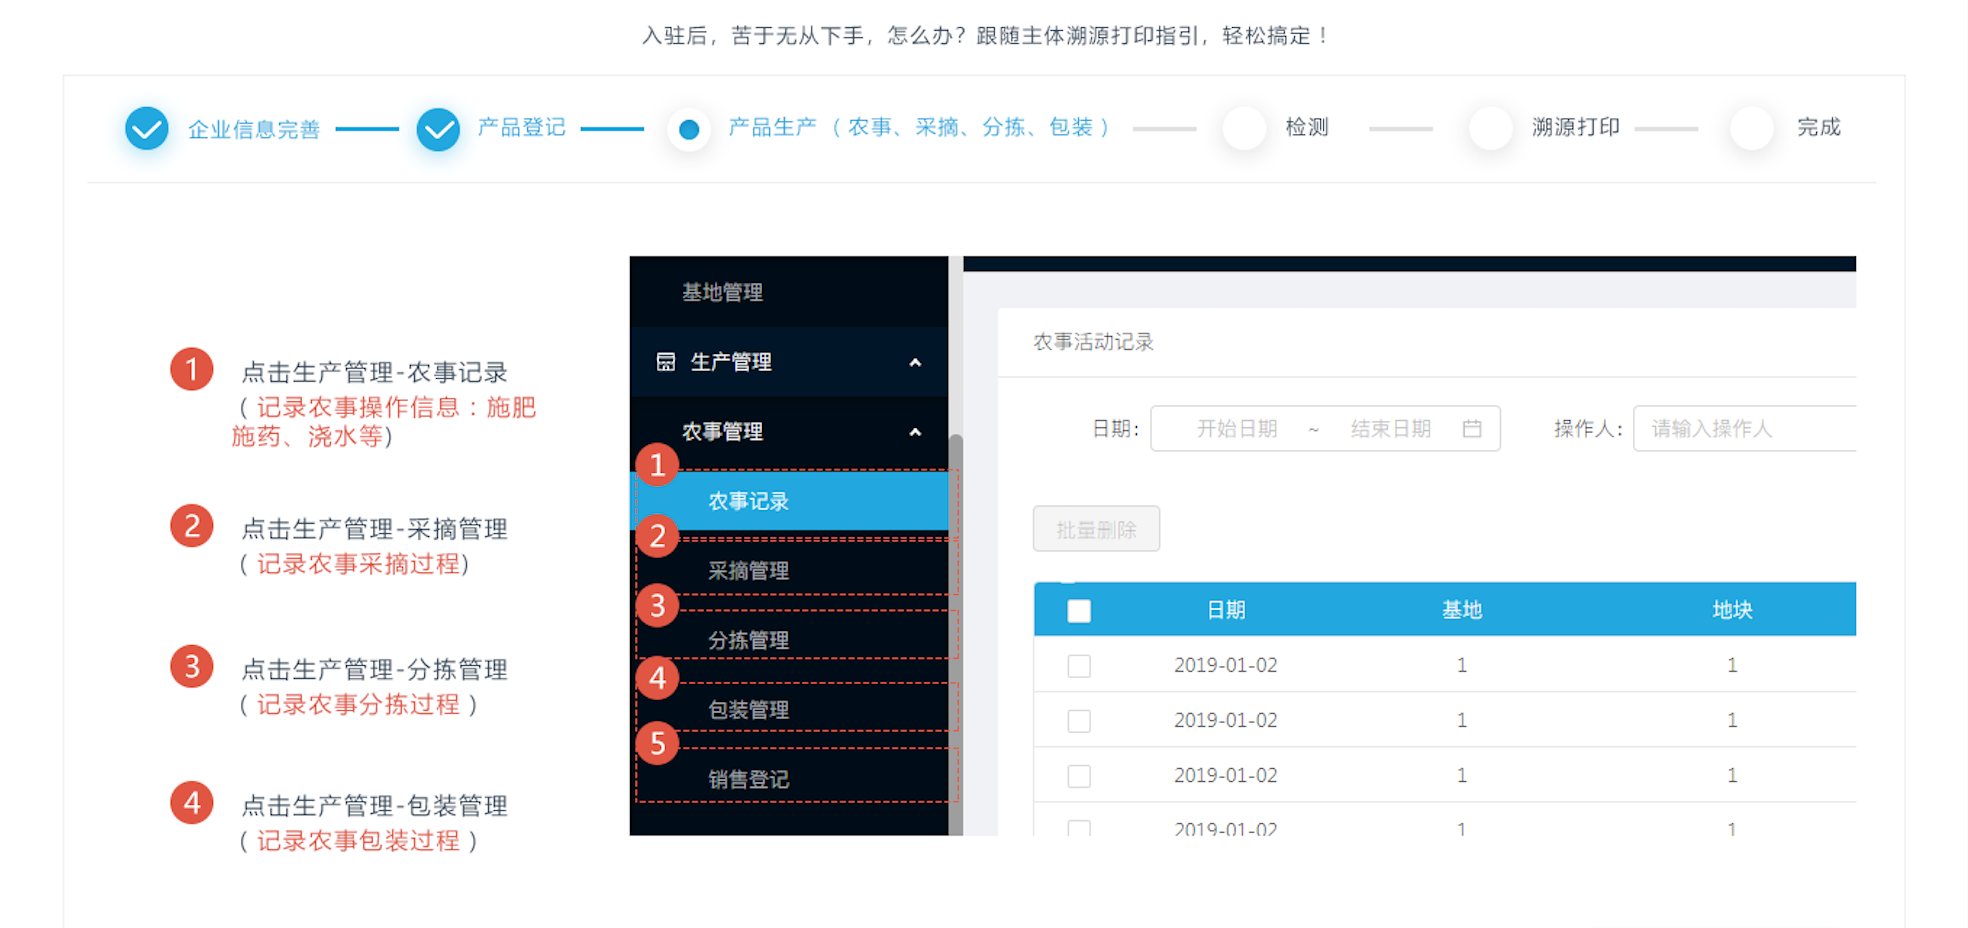 入驻后，苦于无从下手，怎么办？跟随主体溯源打印指引，轻松搞定！
企业信息完善
产品登记
产品生产（农事、采摘、分拣、包装）
检测
溯源打印
完成
1
点击生产管理-农事记录
（记录农事操作信息：施肥
施药、浇水等)
2
点击生产管理-采摘管理
（记录农事采摘过程)
3
点击生产管理-分拣管理
（记录农事分拣过程）
4
点击生产管理-包装管理
（记录农事包装过程）
基地管理
生产管理
农事管理
1
农事记录
2
采摘管理
3
分拣管理
4
包装管理
5
销售登记
农事活动记录
日期: 开始日期 ~ 结束日期 操作人: 请输入操作人
批量删除
日期 基地 地块
2019-01-02 1 1
2019-01-02 1 1
2019-01-02 1 1
2019-01-02 1 1